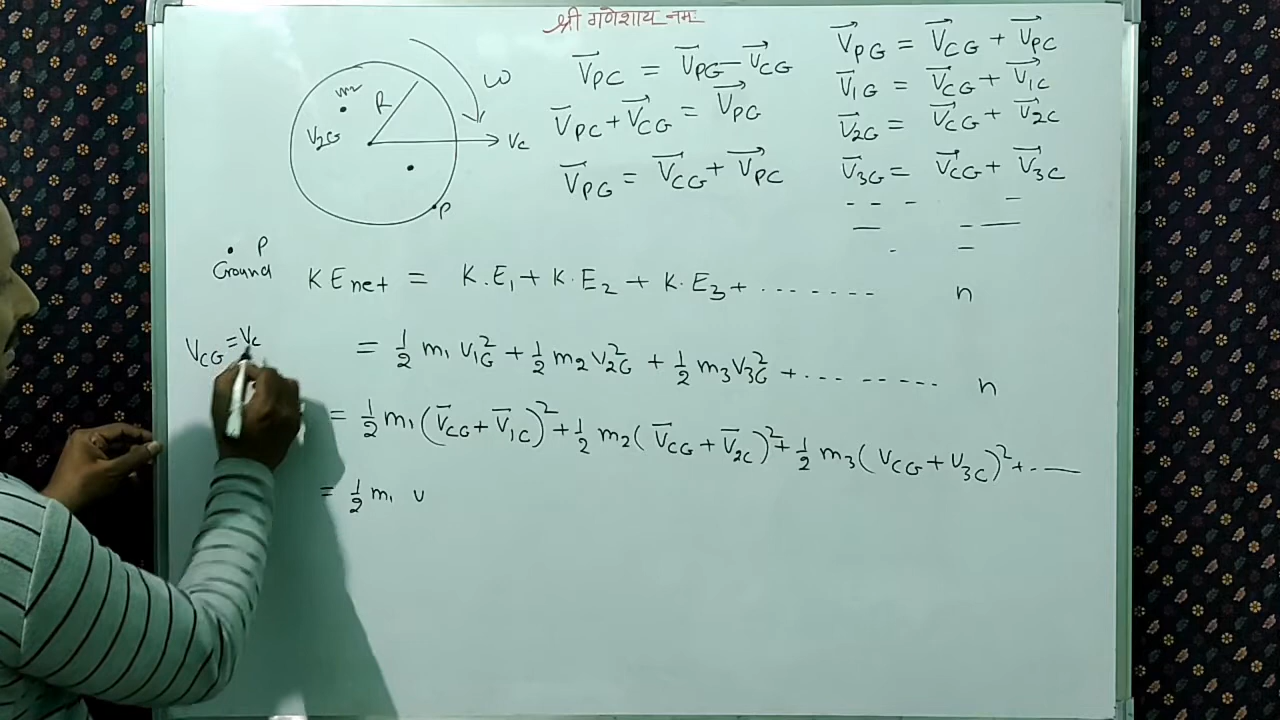 श्री गणेशाय नमः
m2
R
ω
V2G
Vc
P
V⃗PC = V⃗PG – V⃗CG
V⃗PC + V⃗CG = V⃗PG
V⃗PG = V⃗CG + V⃗PC
V⃗PG = V⃗CG + V⃗PC
V⃗1G = V⃗CG + V⃗1C
V⃗2G = V⃗CG + V⃗2C
V⃗3G = V⃗CG + V⃗3C
P
Ground
KE net = K.E1 + K.E2 + K.E3 + ....... n
VCG = Vc
= 1/2 m1 V1G² + 1/2 m2 V2G² + 1/2 m3 V3G² + ......... n
= 1/2 m1 (V̄CG + V̄1C)² + 1/2 m2 (V̄CG + V̄2C)² + 1/2 m3 (VCG + V3C)² + ...
= 1/2 m1 v